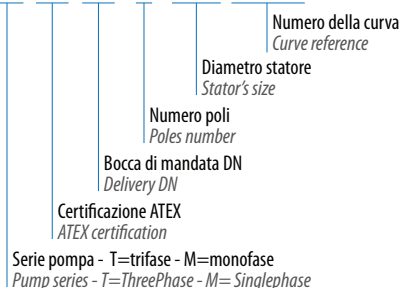 Numero della curva
Curve reference
Diametro statore
Stator's size
Numero poli
Poles number
Bocca di mandata DN
Delivery DN
Certificazione ATEX
ATEX certification
Serie pompa - T=trifase - M=monofase
Pump series - T=ThreePhase - M= Singlephase